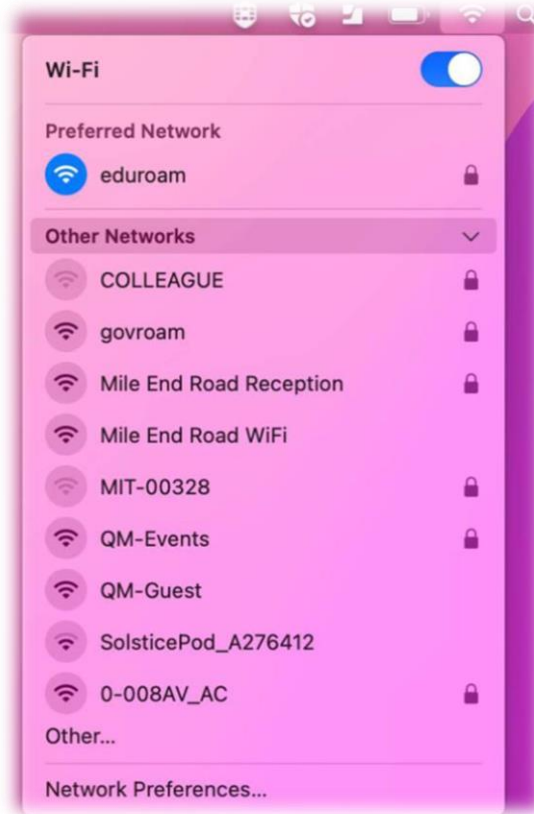 Wi-Fi
Preferred Network
eduroam
Other Networks
COLLEAGUE
govroam
Mile End Road Reception
Mile End Road WiFi
MIT-00328
QM-Events
QM-Guest
SolsticePod_A276412
0-008AV_AC
Other...
Network Preferences...